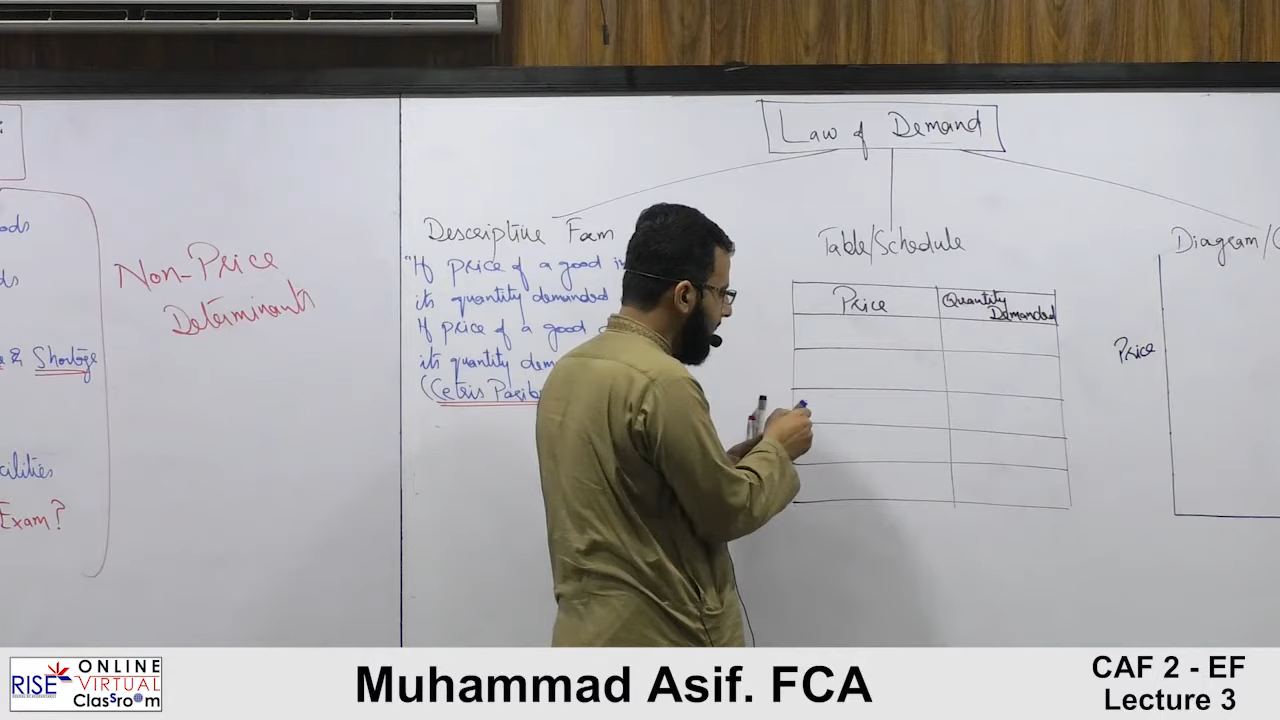 ods
ds
& Shortage
cilities
Exam?
Non-Price
Determinants
Law of Demand
Descriptive Form
"If price of a good in
its quantity demanded
If price of a good
its quantity dem
(Cetris Parib
Table/Schedule
Price
Quantity
Demanded
Diagram/C
Price
RISE
ONLINE
VIRTUAL
Classroom
Muhammad Asif. FCA
CAF 2 - EF
Lecture 3